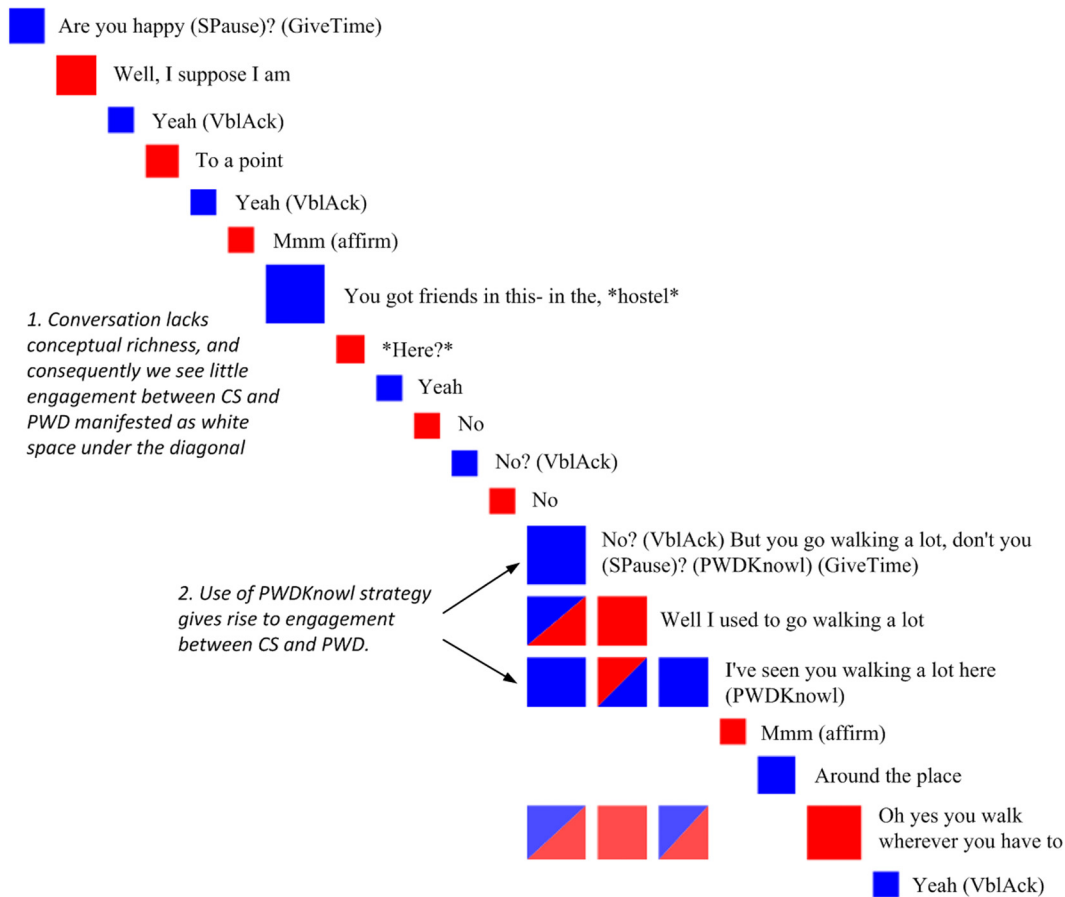 Are you happy (SPause)? (GiveTime)
Well, I suppose I am
Yeah (VblAck)
To a point
Yeah (VblAck)
Mmm (affirm)
You got friends in this- in the, *hostel*
1. Conversation lacks
conceptual richness, and
consequently we see little
engagement between CS and
PWD manifested as white
space under the diagonal
*Here?*
Yeah
No
No? (VblAck)
No
No? (VblAck) But you go walking a lot, don't you
(SPause)? (PWDKnowl) (GiveTime)
2. Use of PWDKnowl strategy
gives rise to engagement
between CS and PWD.
Well I used to go walking a lot
I've seen you walking a lot here
(PWDKnowl)
Mmm (affirm)
Around the place
Oh yes you walk
wherever you have to
Yeah (VblAck)